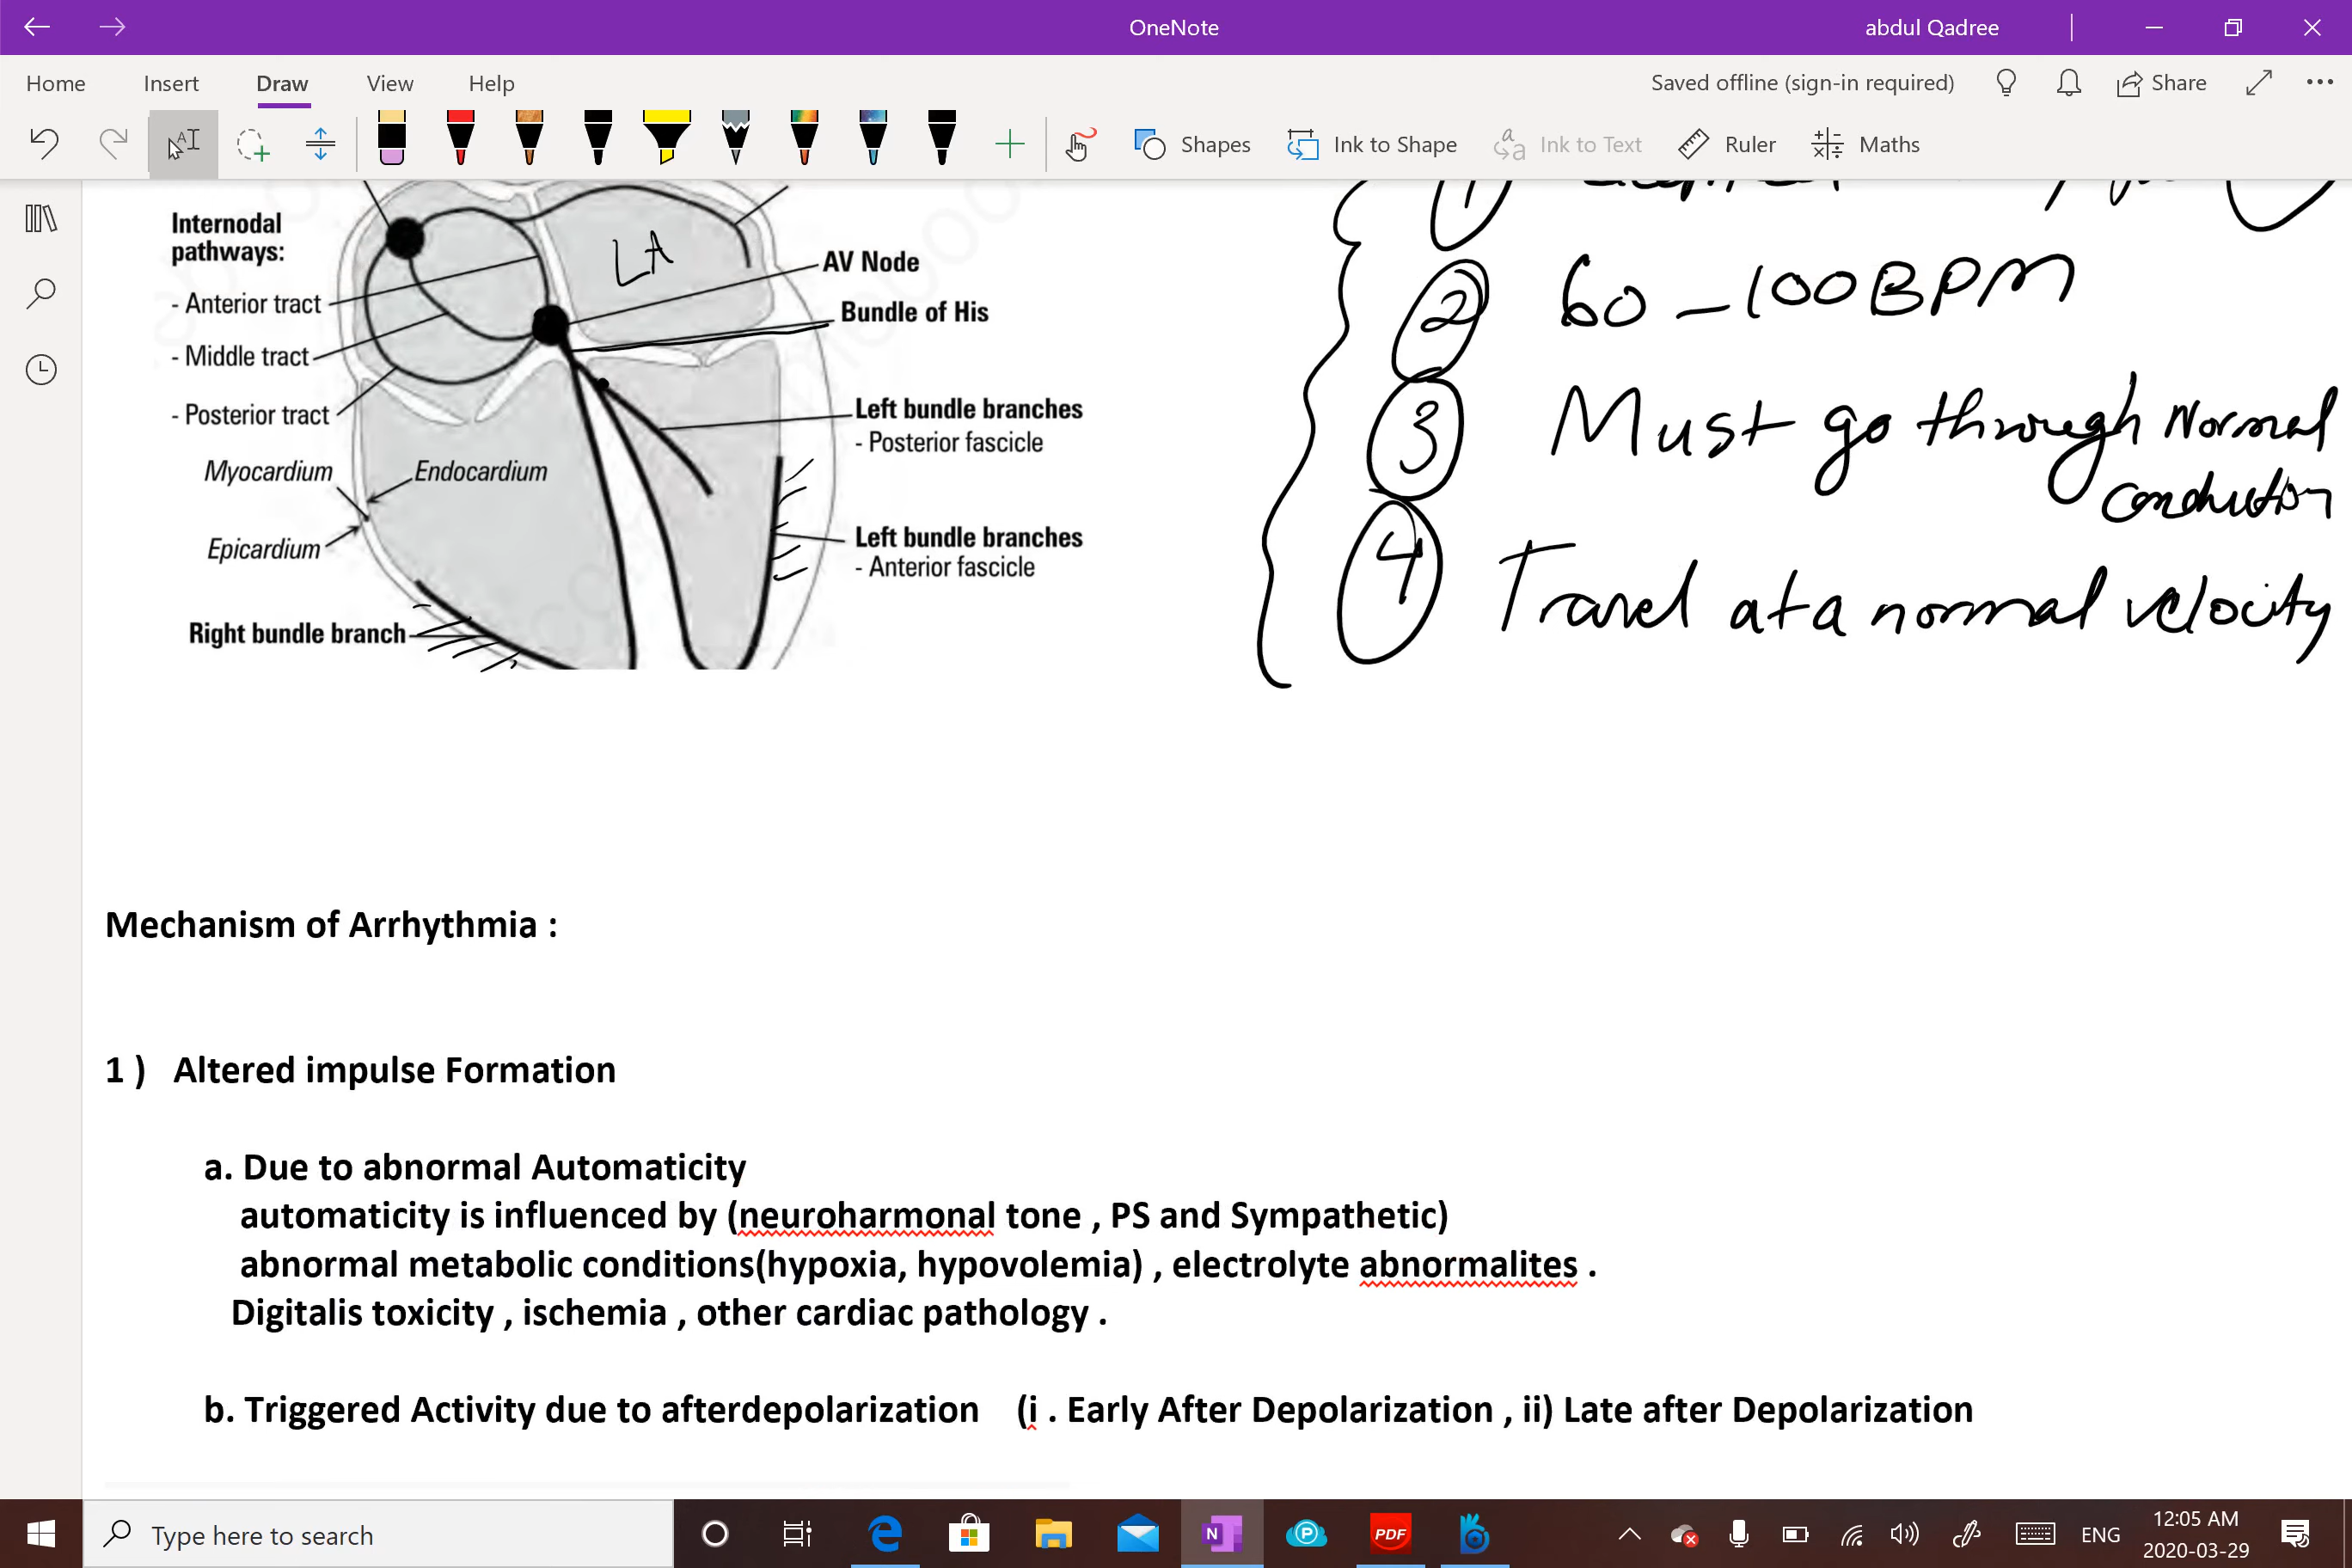 OneNote
abdul Qadree
Home Insert Draw View Help
Saved offline (sign-in required)
Share
Shapes
Ink to Shape
Ink to Text
Ruler
Maths
Internodal
pathways:
- Anterior tract
- Middle tract
- Posterior tract
Myocardium
Endocardium
Epicardium
Right bundle branch
LA
AV Node
Bundle of His
Left bundle branches
- Posterior fascicle
Left bundle branches
- Anterior fascicle
1
2 60-100 BPM
3 Must go through Normal
conduction
4 Travel at a normal velocity
Mechanism of Arrhythmia :
1 ) Altered impulse Formation
a. Due to abnormal Automaticity
automaticity is influenced by (neuroharmonal tone , PS and Sympathetic)
abnormal metabolic conditions(hypoxia, hypovolemia) , electrolyte abnormalites .
Digitalis toxicity , ischemia , other cardiac pathology .
b. Triggered Activity due to afterdepolarization (i . Early After Depolarization , ii) Late after Depolarization
Type here to search
N
P
PDF
ENG
12:05 AM
2020-03-29